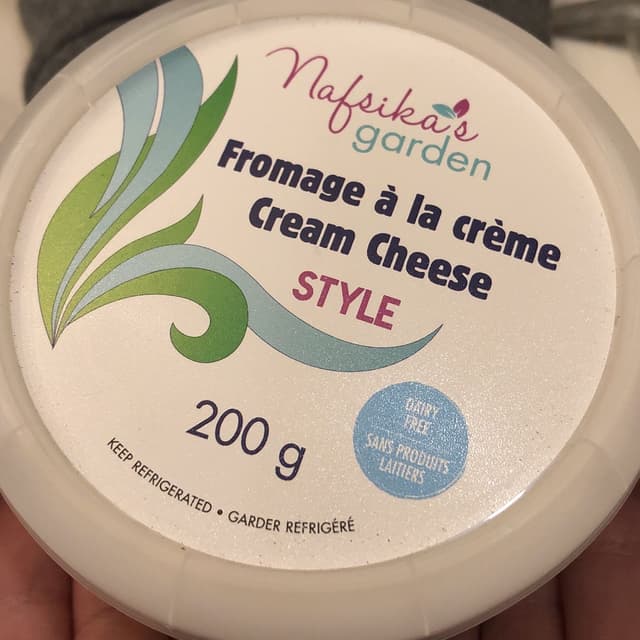 Nafsika's
garden
Fromage à la crème
Cream Cheese
STYLE
200 g
DAIRY
FREE
SANS PRODUITS
LAITIERS
KEEP REFRIGERATED • GARDER REFRIGÉRÉ